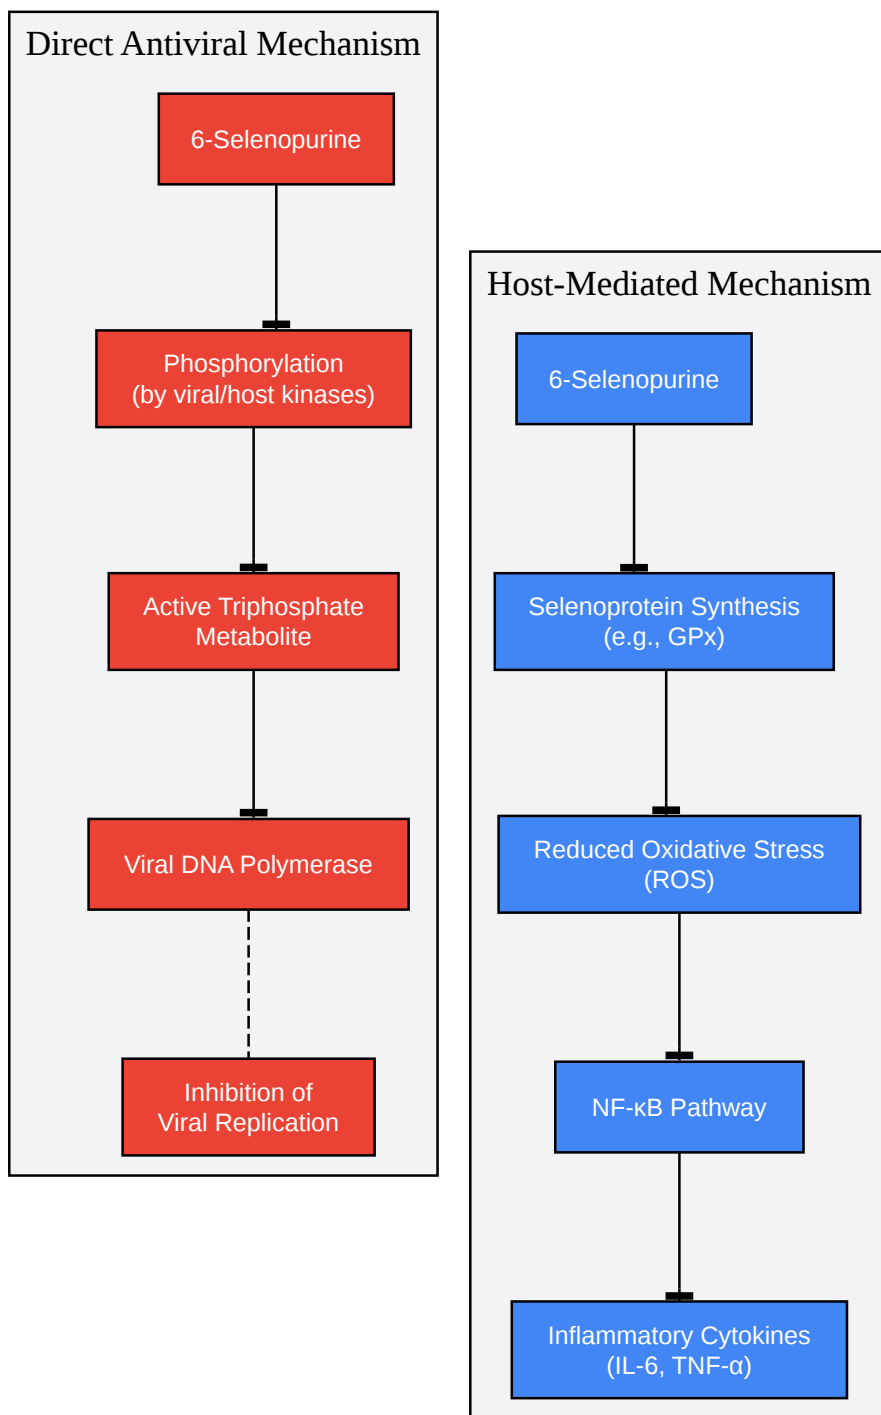 Direct Antiviral Mechanism
6-Selenopurine
Phosphorylation
(by viral/host kinases)
Active Triphosphate
Metabolite
Viral DNA Polymerase
Inhibition of
Viral Replication
Host-Mediated Mechanism
6-Selenopurine
Selenoprotein Synthesis
(e.g., GPx)
Reduced Oxidative Stress
(ROS)
NF-κB Pathway
Inflammatory Cytokines
(IL-6, TNF-α)